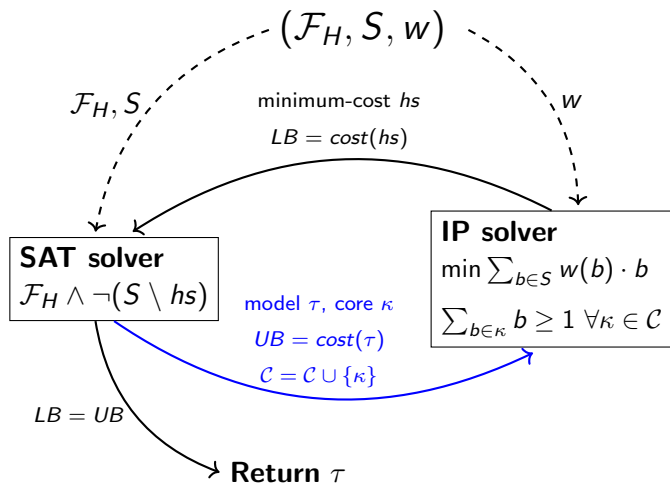 (ℱ_H, S, w)
ℱ_H, S
w
minimum-cost hs
LB = cost(hs)
SAT solver
ℱ_H ∧ ¬(S \ hs)
IP solver
min ∑_{b∈S} w(b) · b
∑_{b∈κ} b ≥ 1 ∀κ ∈ 𝒞
model τ, core κ
UB = cost(τ)
𝒞 = 𝒞 ∪ {κ}
LB = UB
Return τ